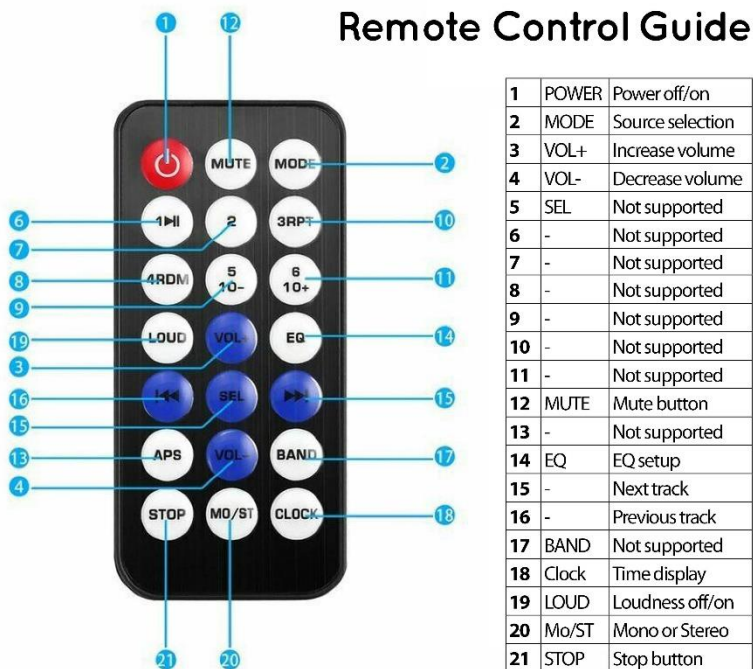 Remote Control Guide
1 12
POWER MUTE MODE 2
6 1 2 3RPT 10
7
8 4RDM 5 10- 6 10+ 11
9
19 LOUD VOL+ EQ 14
3
16 SEL 15
15
13 APS VOL- BAND 17
4
STOP MO/ST CLOCK 18
21 20
1 POWER Power off/on
2 MODE Source selection
3 VOL+ Increase volume
4 VOL- Decrease volume
5 SEL Not supported
6 - Not supported
7 - Not supported
8 - Not supported
9 - Not supported
10 - Not supported
11 - Not supported
12 MUTE Mute button
13 - Not supported
14 EQ EQ setup
15 - Next track
16 - Previous track
17 BAND Not supported
18 Clock Time display
19 LOUD Loudness off/on
20 Mo/ST Mono or Stereo
21 STOP Stop button